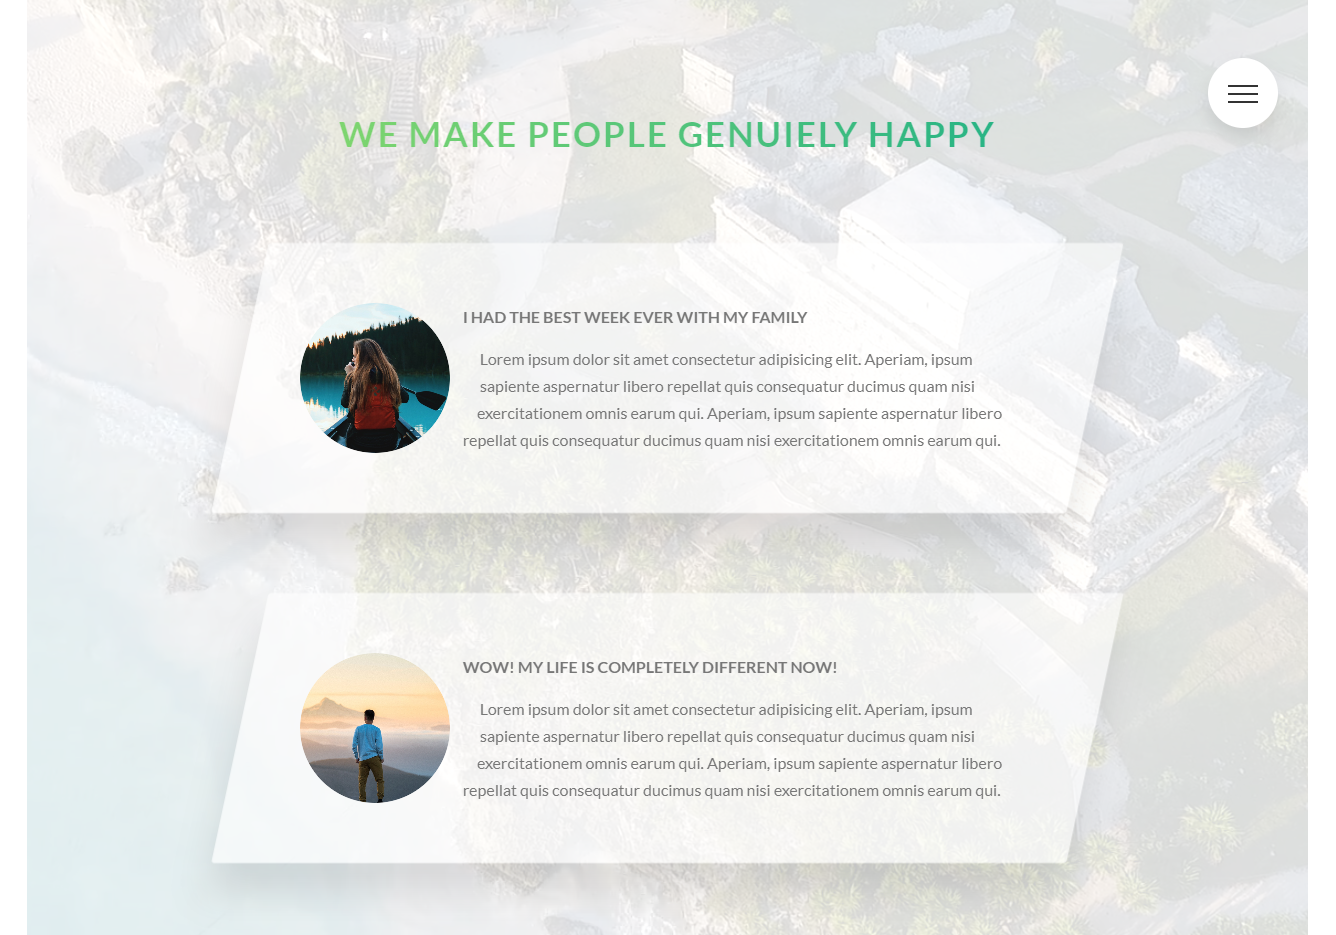 WE MAKE PEOPLE GENUIELY HAPPY
I HAD THE BEST WEEK EVER WITH MY FAMILY
Lorem ipsum dolor sit amet consectetur adipisicing elit. Aperiam, ipsum
sapiente aspernatur libero repellat quis consequatur ducimus quam nisi
exercitationem omnis earum qui. Aperiam, ipsum sapiente aspernatur libero
repellat quis consequatur ducimus quam nisi exercitationem omnis earum qui.
WOW! MY LIFE IS COMPLETELY DIFFERENT NOW!
Lorem ipsum dolor sit amet consectetur adipisicing elit. Aperiam, ipsum
sapiente aspernatur libero repellat quis consequatur ducimus quam nisi
exercitationem omnis earum qui. Aperiam, ipsum sapiente aspernatur libero
repellat quis consequatur ducimus quam nisi exercitationem omnis earum qui.